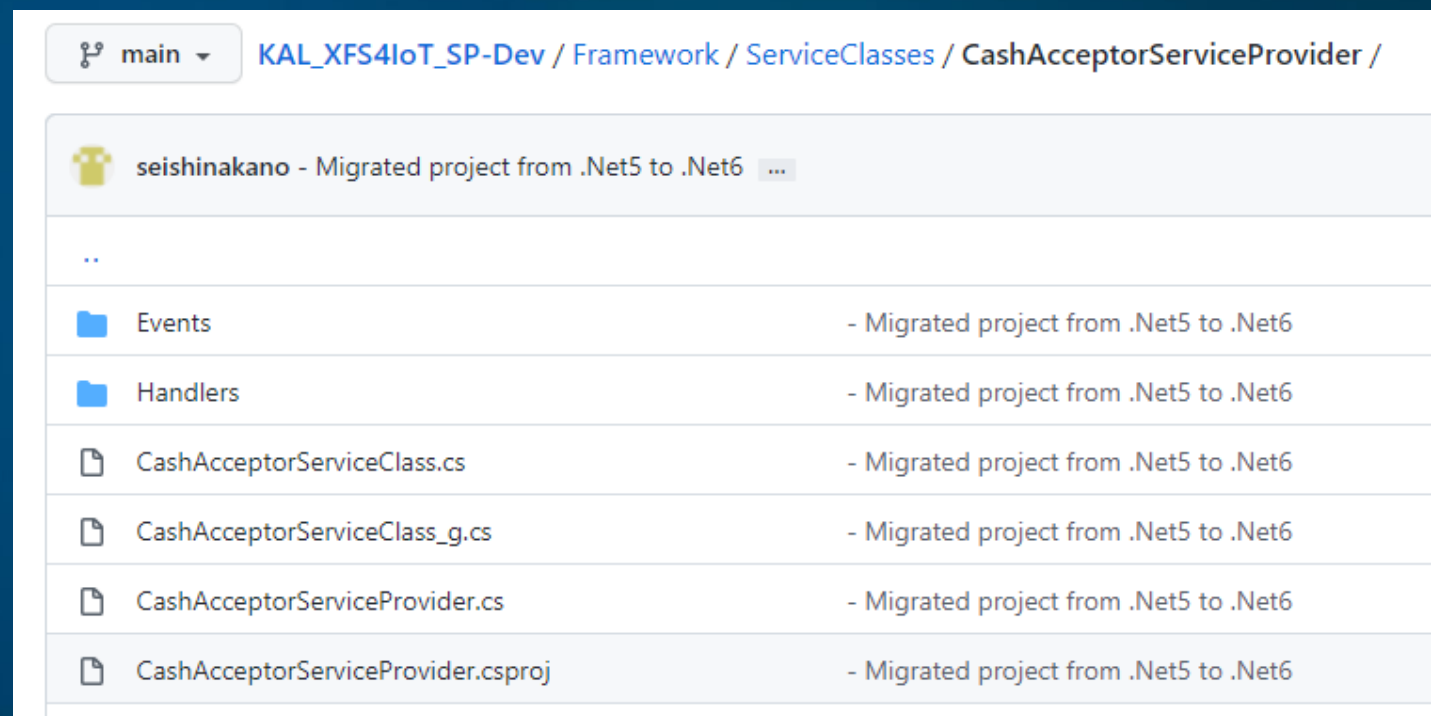 main KAL_XFS4IoT_SP-Dev / Framework / ServiceClasses / CashAcceptorServiceProvider /
seishinakano - Migrated project from .Net5 to .Net6 ...
..
Events - Migrated project from .Net5 to .Net6
Handlers - Migrated project from .Net5 to .Net6
CashAcceptorServiceClass.cs - Migrated project from .Net5 to .Net6
CashAcceptorServiceClass_g.cs - Migrated project from .Net5 to .Net6
CashAcceptorServiceProvider.cs - Migrated project from .Net5 to .Net6
CashAcceptorServiceProvider.csproj - Migrated project from .Net5 to .Net6